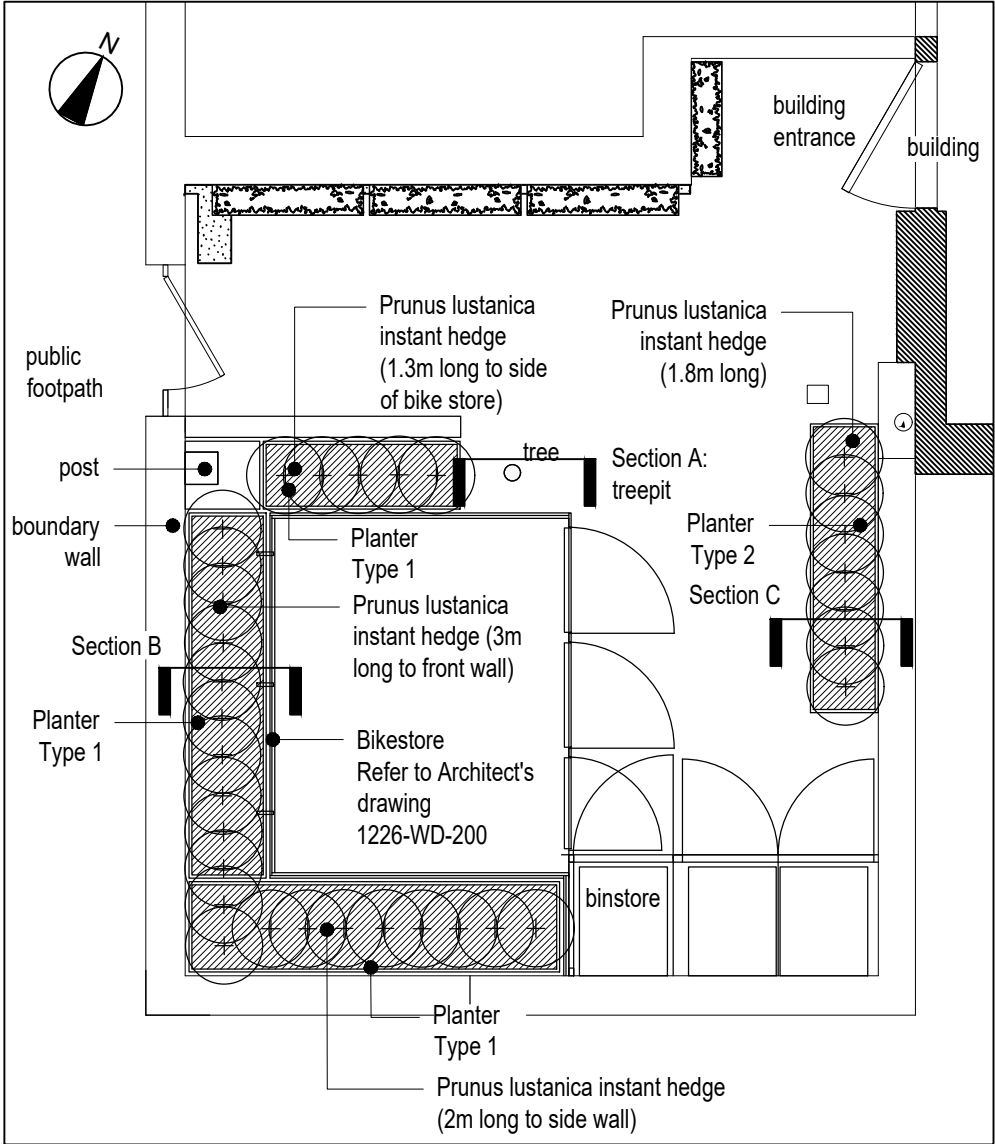 N
building
entrance
building
Prunus lustanica
instant hedge
(1.3m long to side
of bike store)
Prunus lustanica
instant hedge
(1.8m long)
public
footpath
post
tree
Section A:
treepit
boundary
wall
Planter
Type 1
Planter
Type 2
Prunus lustanica
instant hedge (3m
long to front wall)
Section C
Section B
Planter
Type 1
Bikestore
Refer to Architect's
drawing
1226-WD-200
binstore
Planter
Type 1
Prunus lustanica instant hedge
(2m long to side wall)